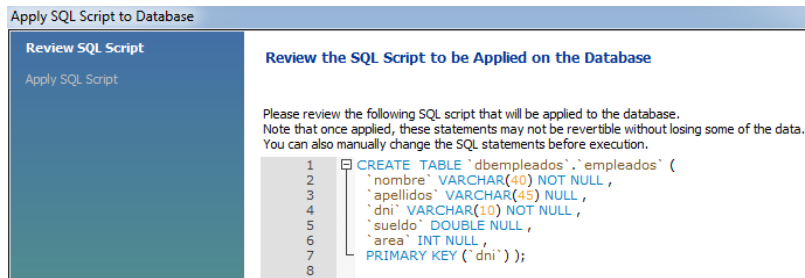 Apply SQL Script to Database
Review SQL Script
Apply SQL Script
Review the SQL Script to be Applied on the Database
Please review the following SQL script that will be applied to the database.
Note that once applied, these statements may not be revertible without losing some of the data.
You can also manually change the SQL statements before execution.
1 CREATE TABLE `dbempleados`.`empleados` (
2 `nombre` VARCHAR(40) NOT NULL ,
3 `apellidos` VARCHAR(45) NULL ,
4 `dni` VARCHAR(10) NOT NULL ,
5 `sueldo` DOUBLE NULL ,
6 `area` INT NULL ,
7 PRIMARY KEY (`dni`) );
8